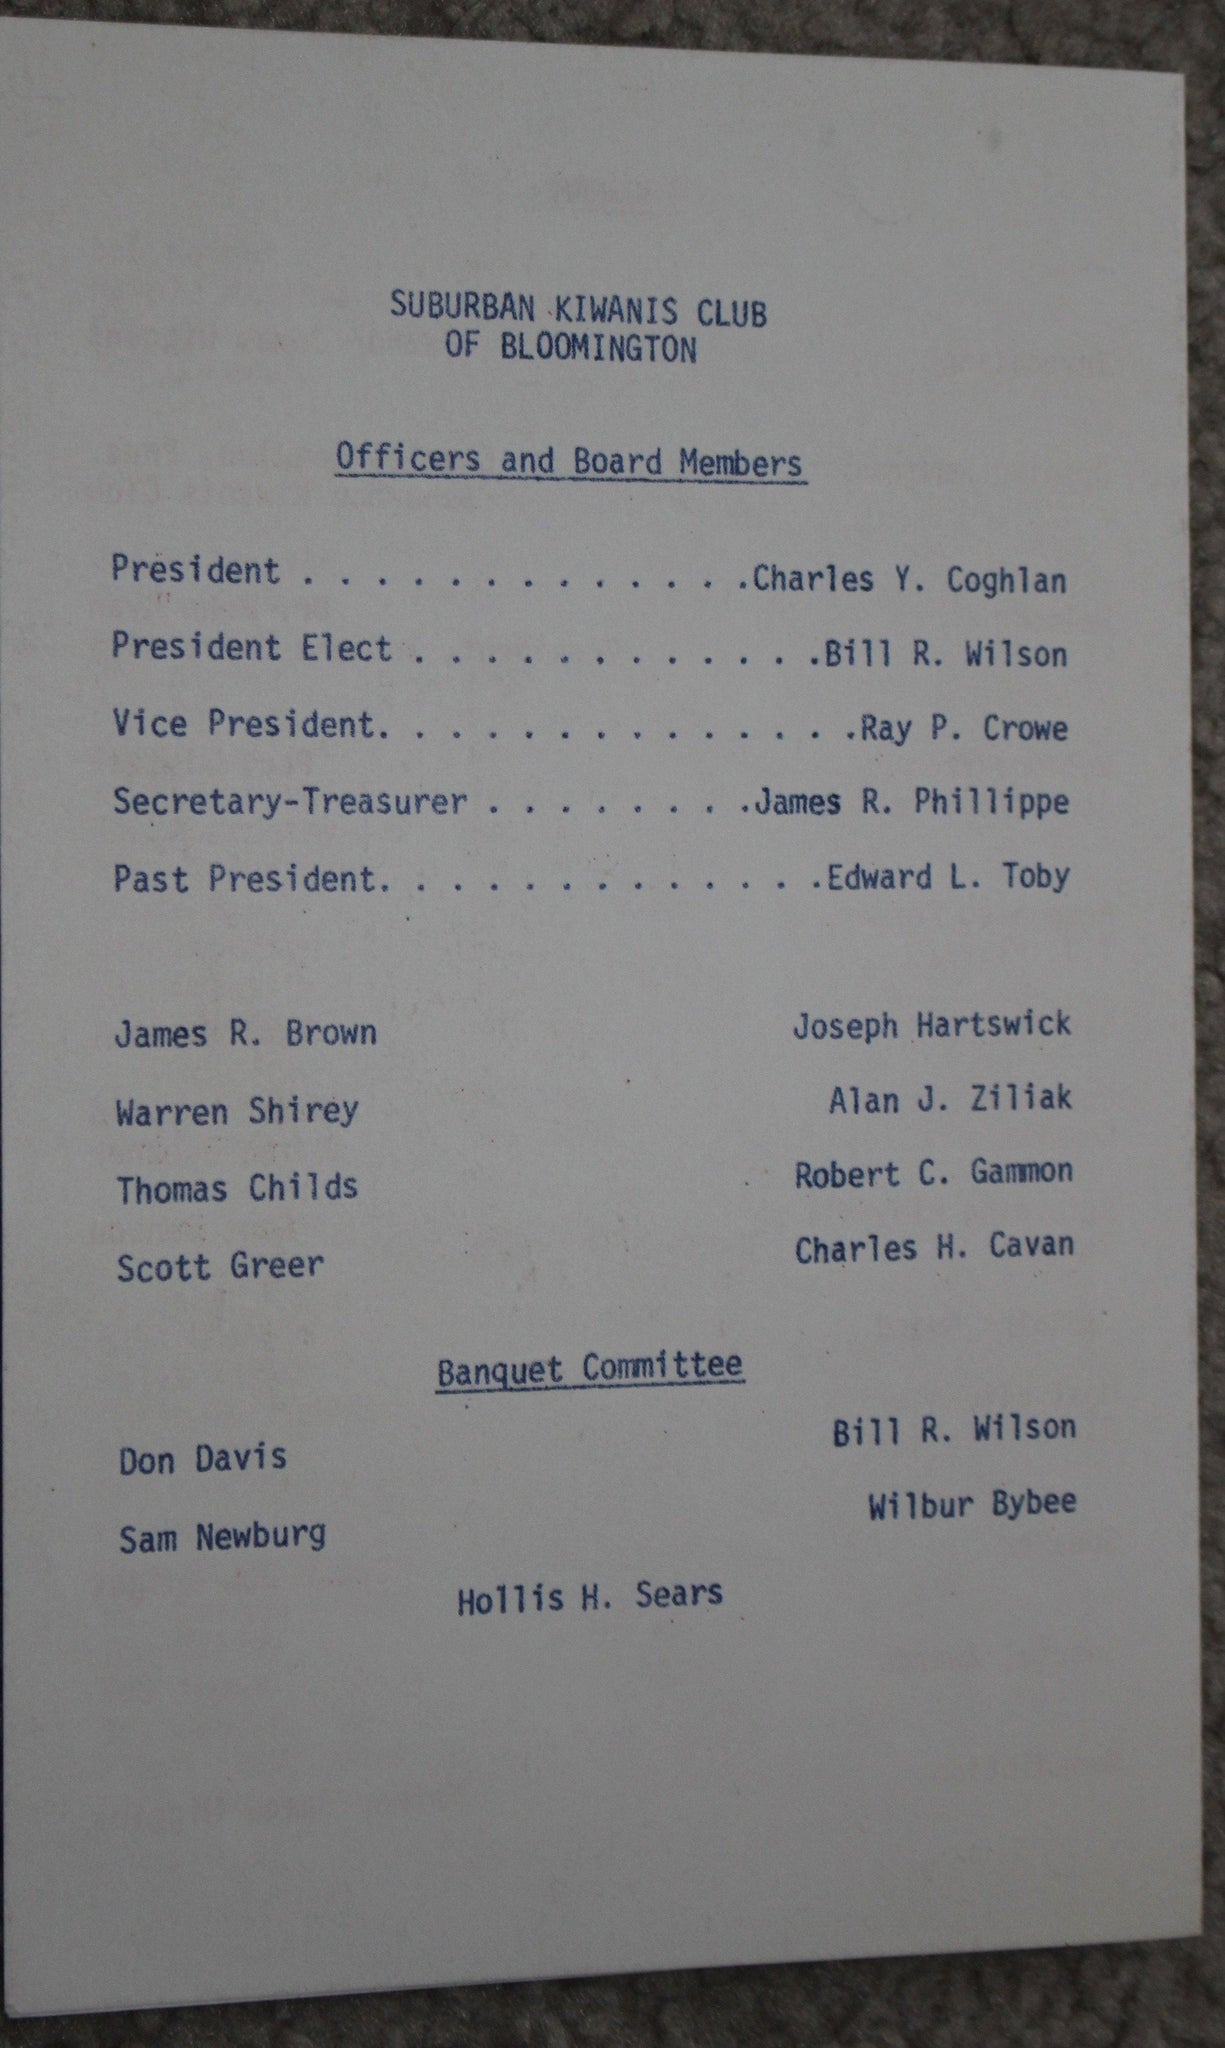 SUBURBAN KIWANIS CLUB
OF BLOOMINGTON
Officers and Board Members
President . . . . . . . . . . . . .Charles Y. Coghlan
President Elect . . . . . . . . . . . .Bill R. Wilson
Vice President. . . . . . . . . . . . . .Ray P. Crowe
Secretary-Treasurer . . . . . . . .James R. Phillippe
Past President. . . . . . . . . . . . .Edward L. Toby
James R. Brown Joseph Hartswick
Warren Shirey Alan J. Ziliak
Thomas Childs Robert C. Gammon
Scott Greer Charles H. Cavan
Banquet Committee
Don Davis Bill R. Wilson
Sam Newburg Wilbur Bybee
Hollis H. Sears